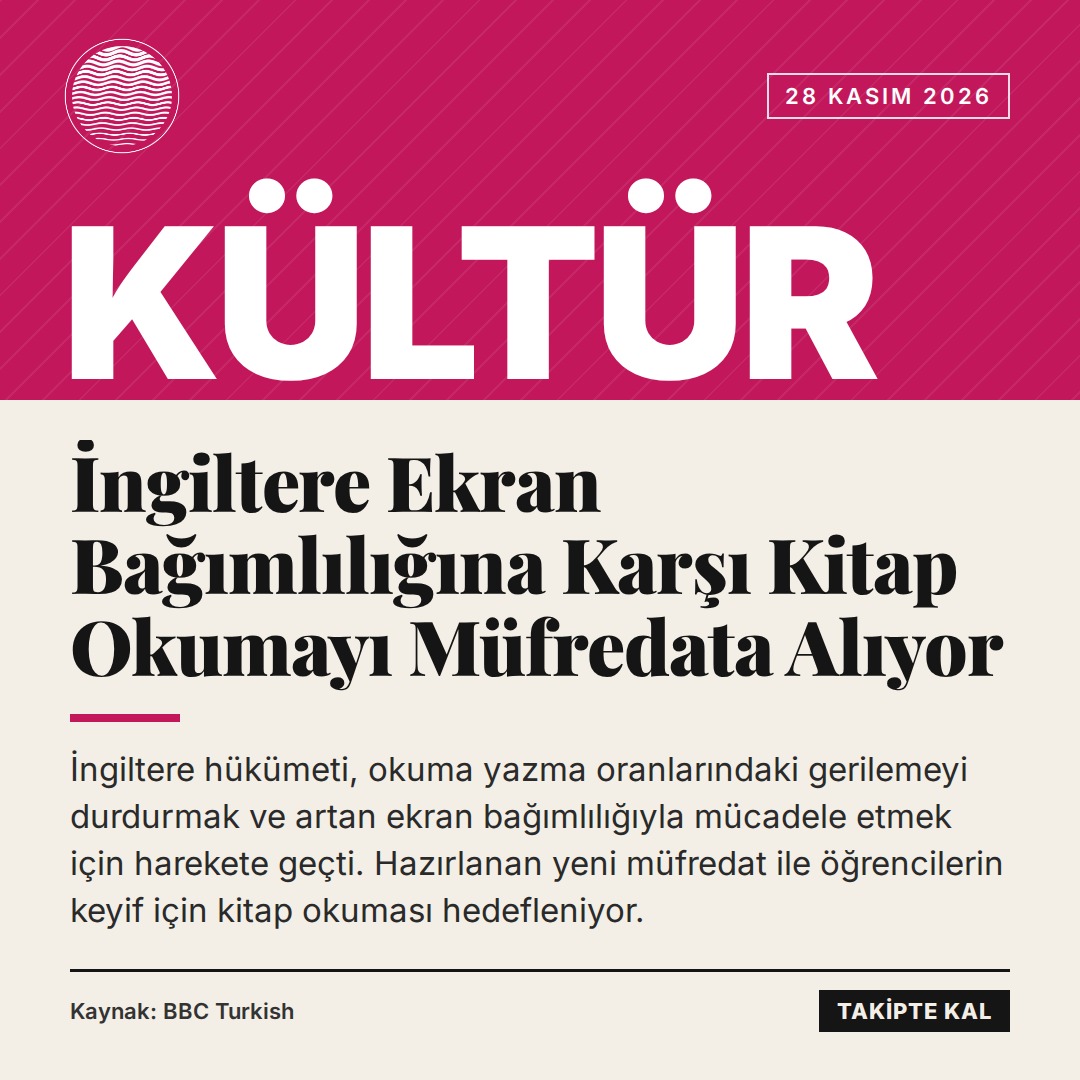 28 KASIM 2026
KÜLTÜR
İngiltere Ekran
Bağımlılığına Karşı Kitap
Okumayı Müfredata Alıyor
İngiltere hükümeti, okuma yazma oranlarındaki gerilemeyi
durdurmak ve artan ekran bağımlılığıyla mücadele etmek
için harekete geçti. Hazırlanan yeni müfredat ile öğrencilerin
keyif için kitap okuması hedefleniyor.
Kaynak: BBC Turkish
TAKİPTE KAL